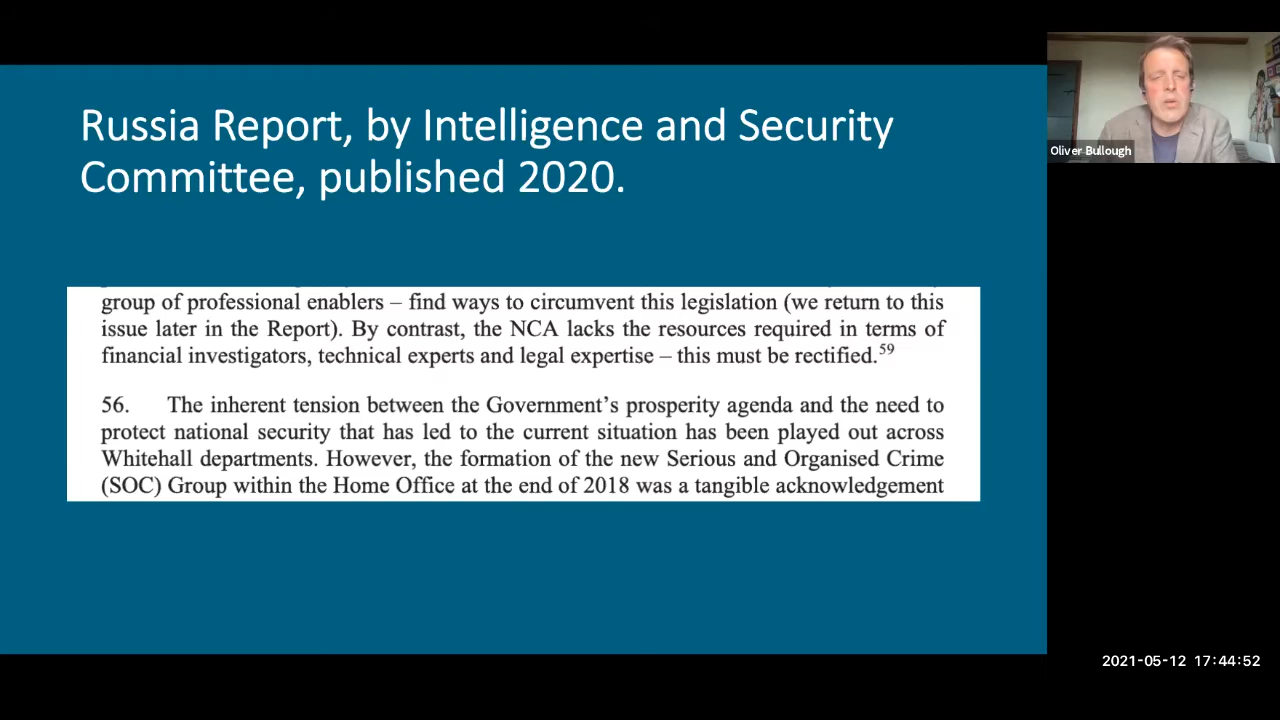 Russia Report, by Intelligence and Security
Committee, published 2020.
group of professional enablers – find ways to circumvent this legislation (we return to this
issue later in the Report). By contrast, the NCA lacks the resources required in terms of
financial investigators, technical experts and legal expertise – this must be rectified.59
56. The inherent tension between the Government’s prosperity agenda and the need to
protect national security that has led to the current situation has been played out across
Whitehall departments. However, the formation of the new Serious and Organised Crime
(SOC) Group within the Home Office at the end of 2018 was a tangible acknowledgement
Oliver Bullough
2021-05-12 17:44:52